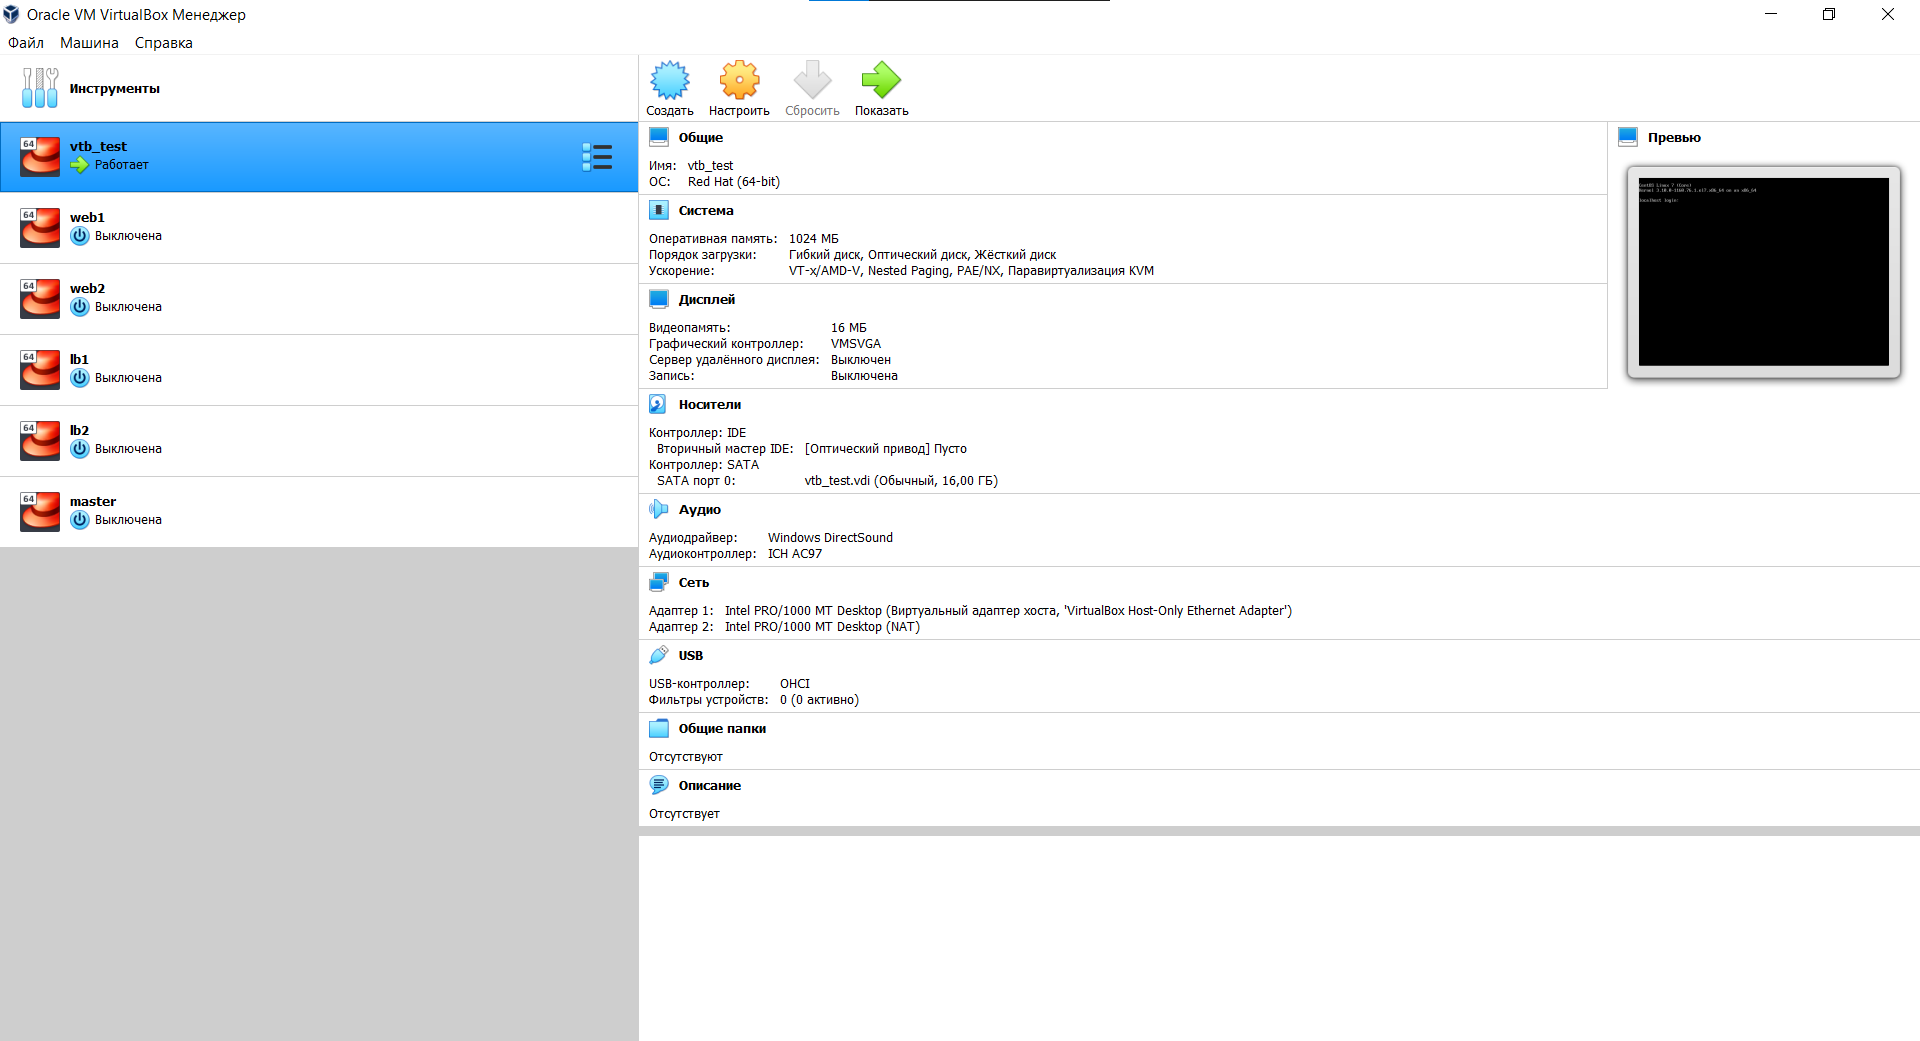 Oracle VM VirtualBox Менеджер
Файл Машина Справка
Инструменты
64
vtb_test
Работает
64
web1
Выключена
64
web2
Выключена
64
lb1
Выключена
64
lb2
Выключена
64
master
Выключена
Создать Настроить Сбросить Показать
Общие
Имя: vtb_test
ОС: Red Hat (64-bit)
Система
Оперативная память: 1024 МБ
Порядок загрузки: Гибкий диск, Оптический диск, Жёсткий диск
Ускорение: VT-x/AMD-V, Nested Paging, PAE/NX, Паравиртуализация KVM
Дисплей
Видеопамять: 16 МБ
Графический контроллер: VMSVGA
Сервер удалённого дисплея: Выключен
Запись: Выключена
Носители
Контроллер: IDE
Вторичный мастер IDE: [Оптический привод] Пусто
Контроллер: SATA
SATA порт 0: vtb_test.vdi (Обычный, 16,00 ГБ)
Аудио
Аудиодрайвер: Windows DirectSound
Аудиоконтроллер: ICH AC97
Сеть
Адаптер 1: Intel PRO/1000 MT Desktop (Виртуальный адаптер хоста, 'VirtualBox Host-Only Ethernet Adapter')
Адаптер 2: Intel PRO/1000 MT Desktop (NAT)
USB
USB-контроллер: OHCI
Фильтры устройств: 0 (0 активно)
Общие папки
Отсутствуют
Описание
Отсутствует
Превью
CentOS Linux 7 (Core)
localhost login: